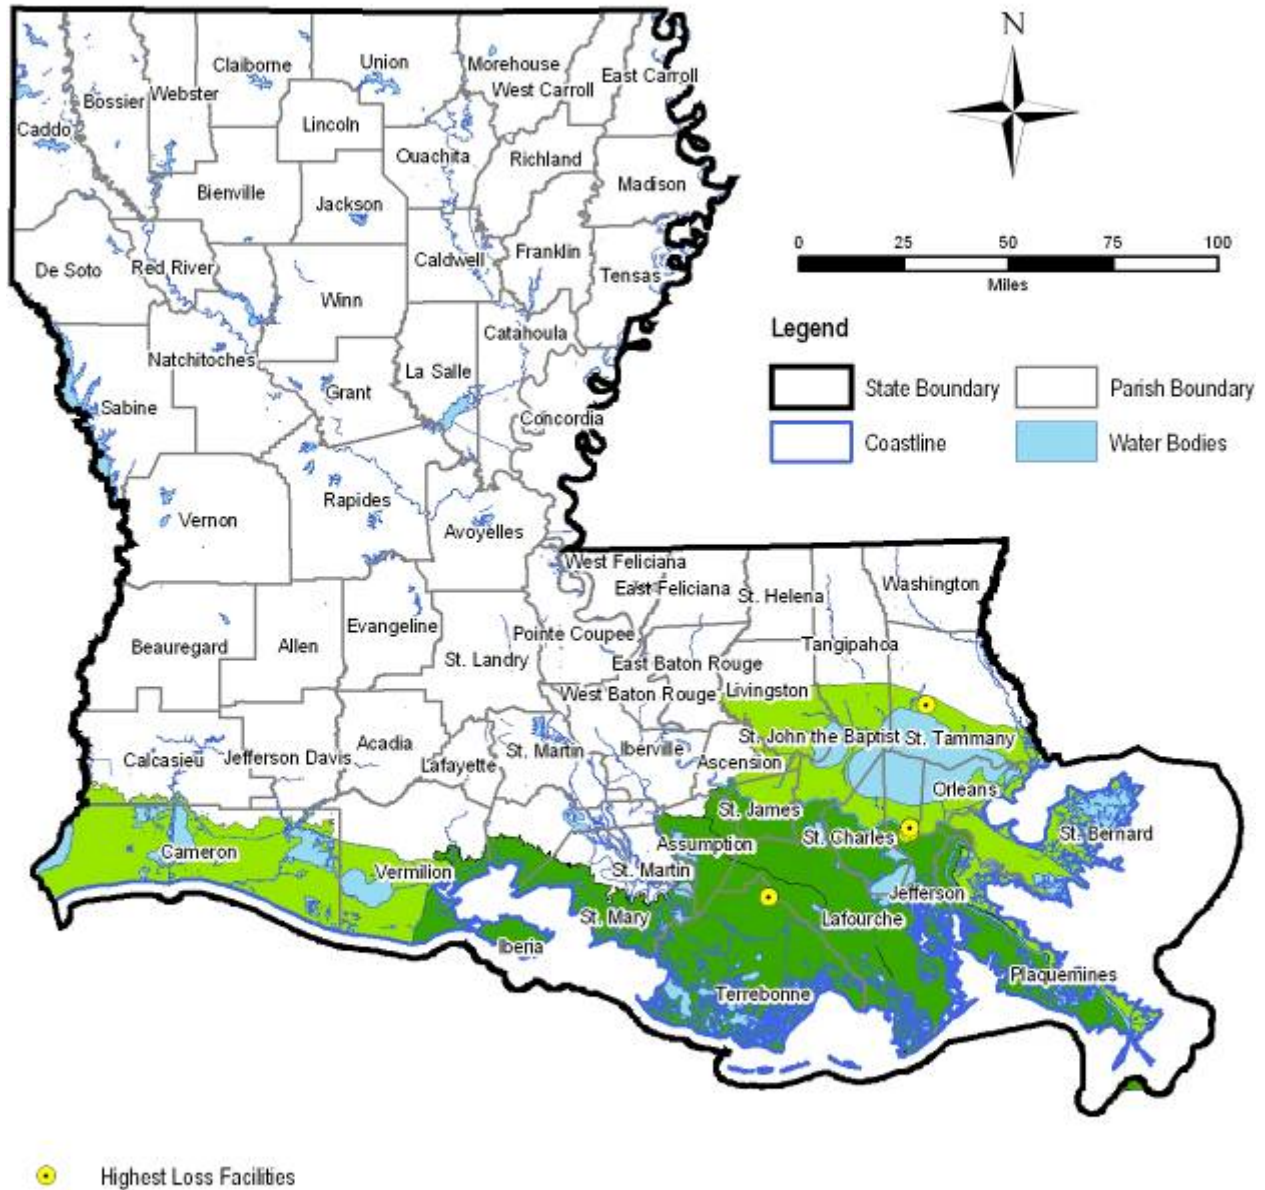 N
0 25 50 75 100
Miles
Legend
State Boundary
Parish Boundary
Coastline
Water Bodies
Claiborne
Union
Morehouse
West Carroll
East Carroll
Bossier
Webster
Lincoln
Caddo
Ouachita
Richland
Madison
Bienville
Jackson
De Soto
Red River
Caldwell
Franklin
Tensas
Winn
Catahoula
Natchitoches
La Salle
Grant
Sabine
Concordia
Rapides
Vernon
Avoyelles
West Feliciana
East Feliciana
St. Helena
Washington
Evangeline
Pointe Coupee
Beauregard
Allen
St. Landry
Tangipahoa
East Baton Rouge
West Baton Rouge
Livingston
St. John the Baptist
St. Tammany
Calcasieu
Jefferson Davis
Acadia
Lafayette
St. Martin
Iberville
Ascension
Orleans
St. James
St. Charles
St. Bernard
Cameron
Vermilion
Assumption
St. Martin
Jefferson
St. Mary
Lafourche
Iberia
Plaquemines
Terrebonne
Highest Loss Facilities